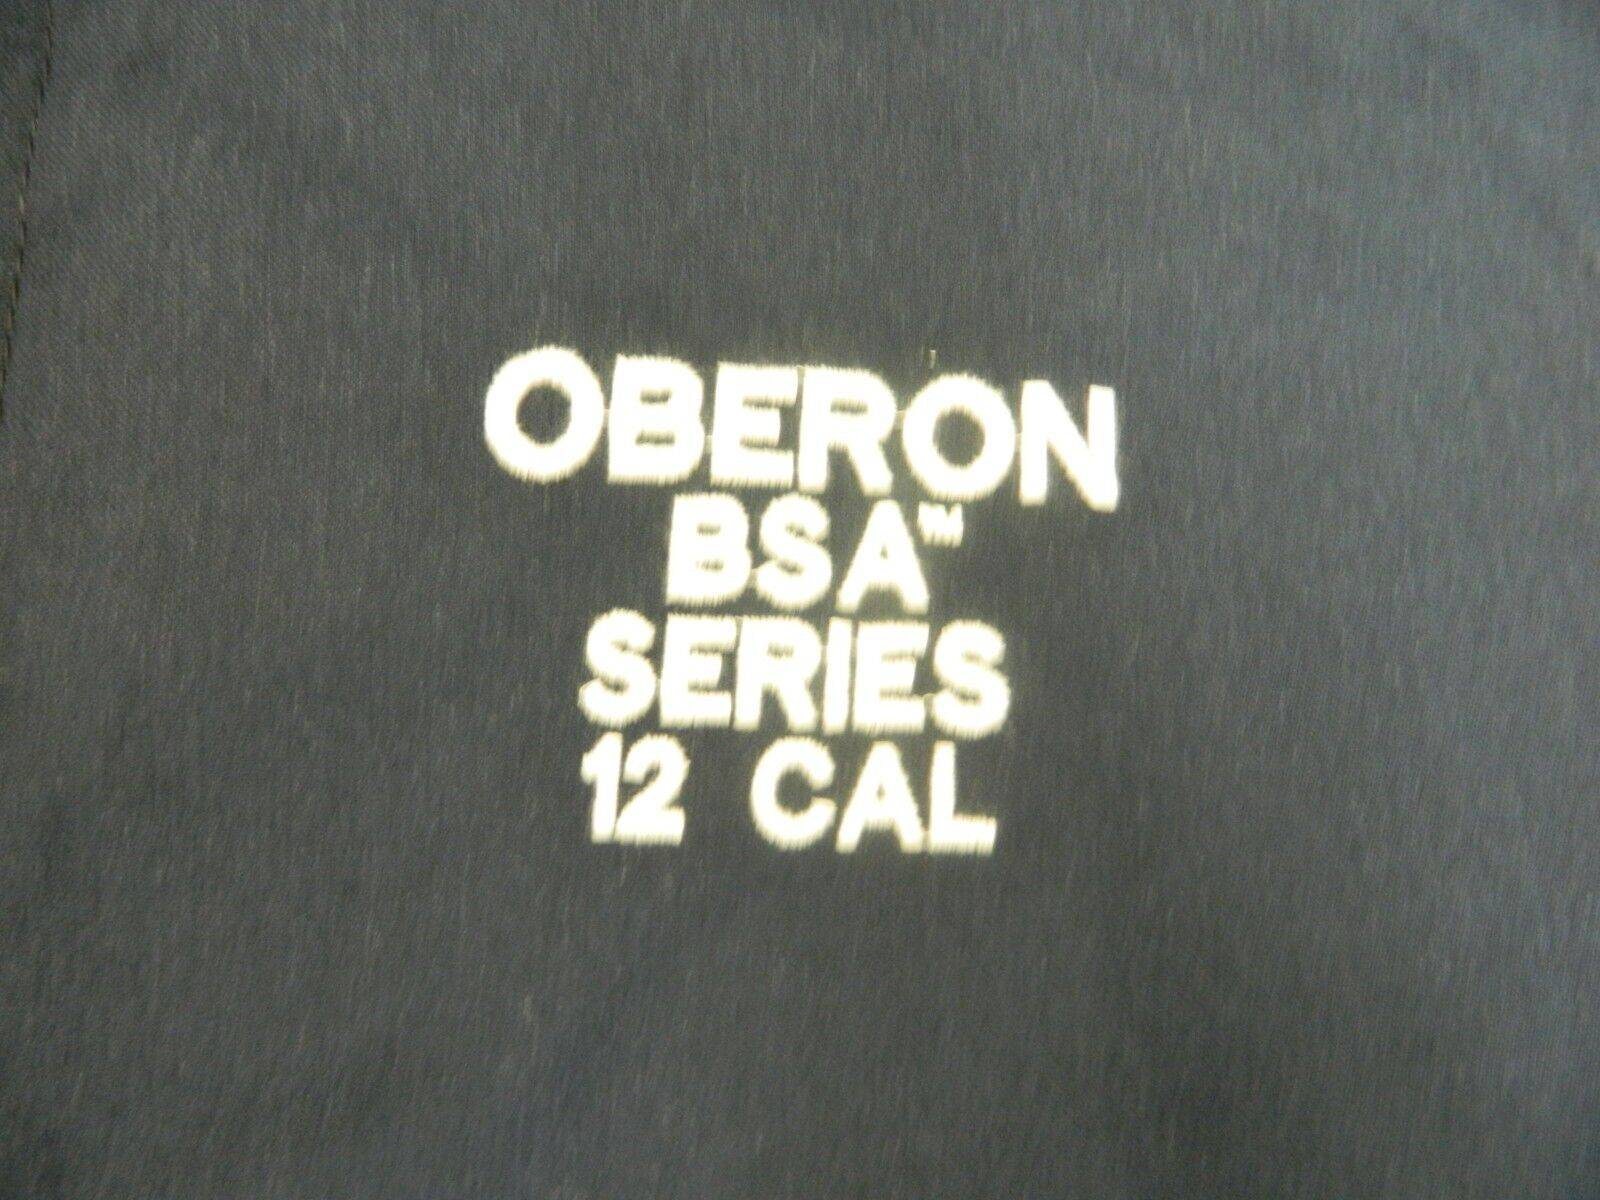 OBERON
BSA™
SERIES
12 CAL